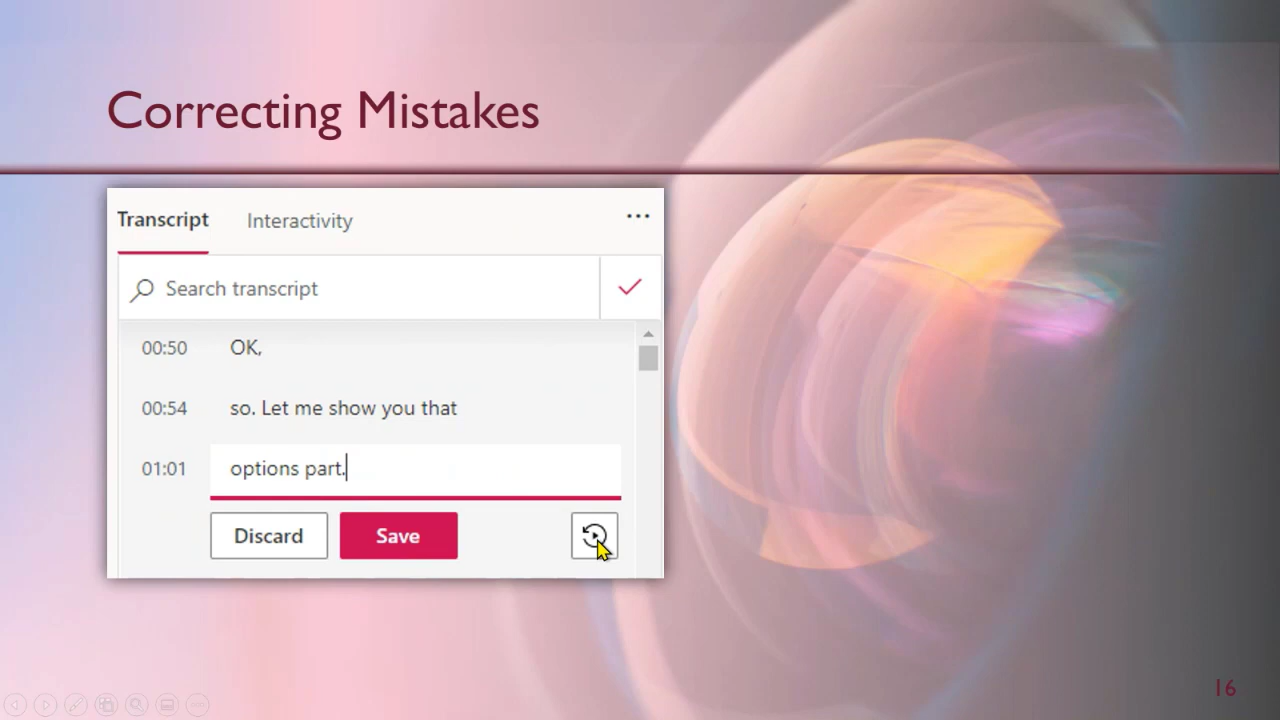 Correcting Mistakes
Transcript Interactivity ...
Search transcript
00:50 OK,
00:54 so. Let me show you that
01:01 options part.
Discard Save
16